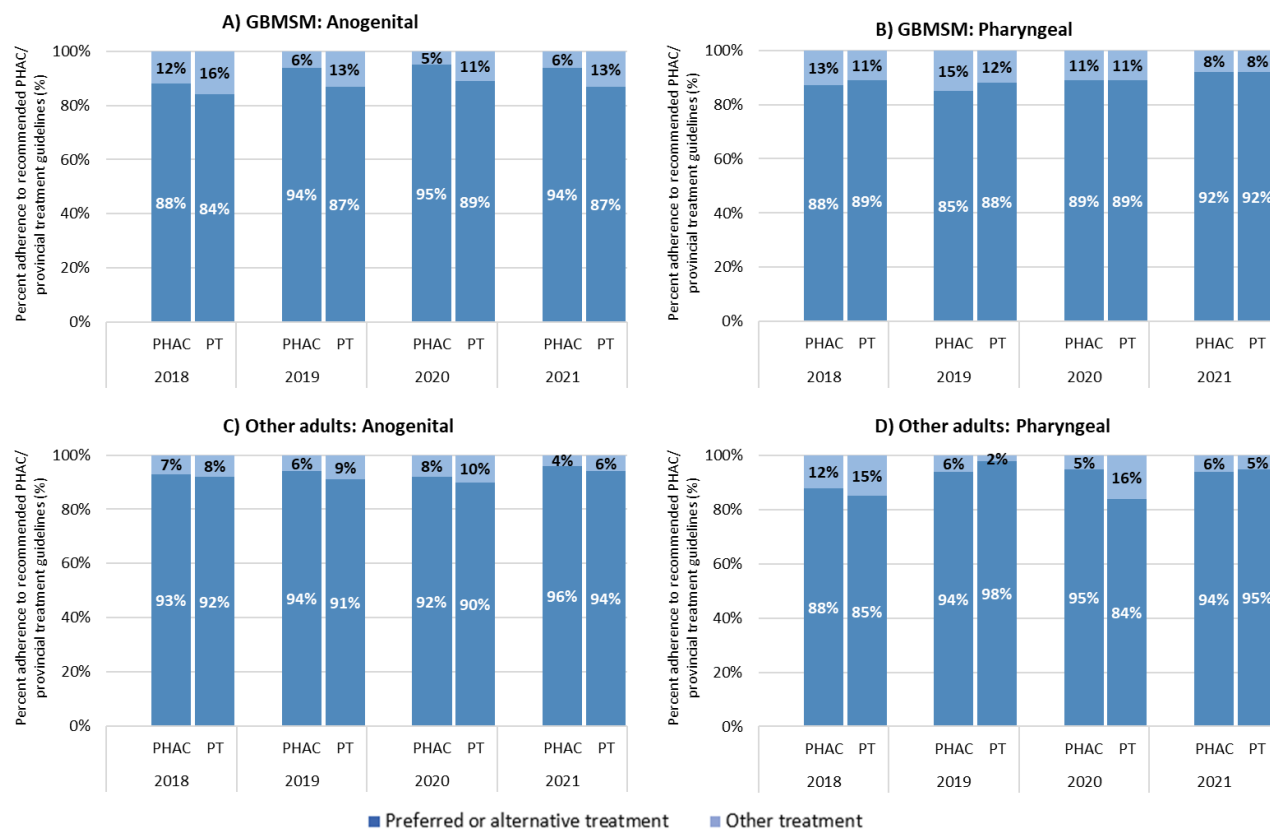 A) GBMSM: Anogenital
Percent adherence to recommended PHAC/
provincial treatment guidelines (%)
100%
80%
60%
40%
20%
0%
12% 16% 6% 13% 5% 11% 6% 13%
88% 84% 94% 87% 95% 89% 94% 87%
PHAC PT PHAC PT PHAC PT PHAC PT
2018 2019 2020 2021
B) GBMSM: Pharyngeal
Percent adherence to recommended PHAC/
provincial treatment guidelines (%)
100%
80%
60%
40%
20%
0%
13% 11% 15% 12% 11% 11% 8% 8%
88% 89% 85% 88% 89% 89% 92% 92%
PHAC PT PHAC PT PHAC PT PHAC PT
2018 2019 2020 2021
C) Other adults: Anogenital
Percent adherence to recommended PHAC/
provincial treatment guidelines (%)
100%
80%
60%
40%
20%
0%
7% 8% 6% 9% 8% 10% 4% 6%
93% 92% 94% 91% 92% 90% 96% 94%
PHAC PT PHAC PT PHAC PT PHAC PT
2018 2019 2020 2021
D) Other adults: Pharyngeal
Percent adherence to recommended PHAC/
provincial treatment guidelines (%)
100%
80%
60%
40%
20%
0%
12% 15% 6% 2% 5% 16% 6% 5%
88% 85% 94% 98% 95% 84% 94% 95%
PHAC PT PHAC PT PHAC PT PHAC PT
2018 2019 2020 2021
Preferred or alternative treatment Other treatment